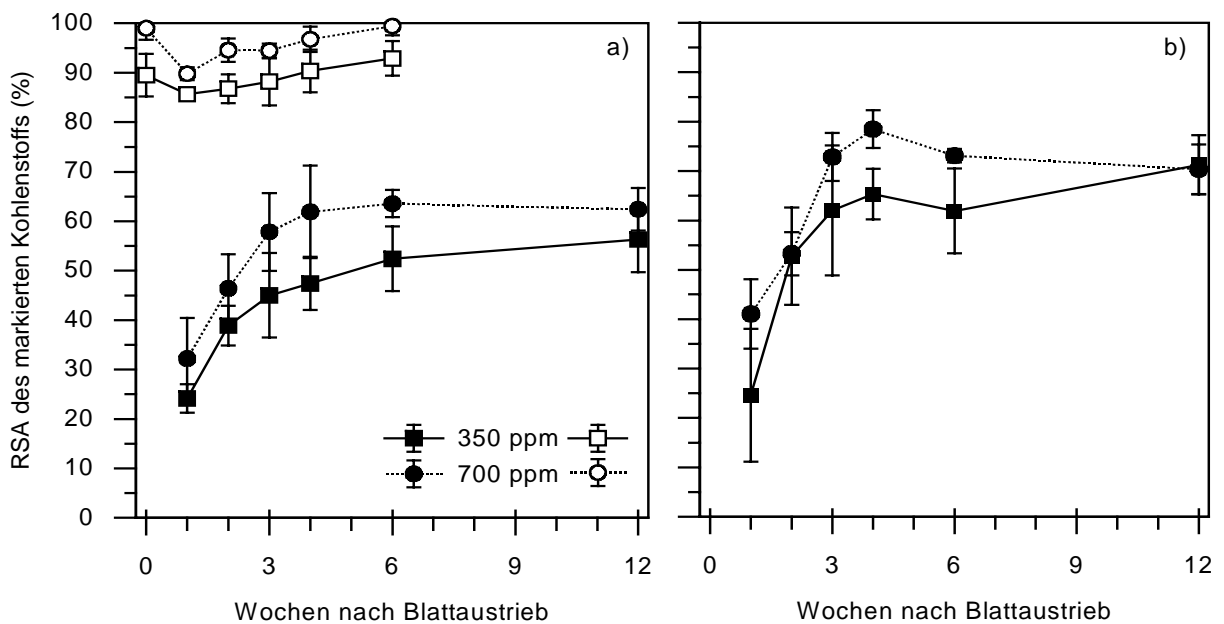 RSA des markierten Kohlenstoffs (%)
100
90
80
70
60
50
40
30
20
10
0
a)
350 ppm
700 ppm
0 3 6 9 12
Wochen nach Blattaustrieb
b)
0 3 6 9 12
Wochen nach Blattaustrieb